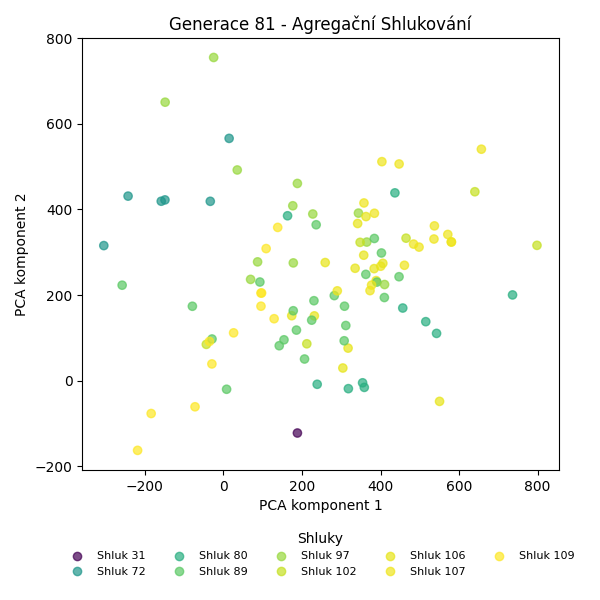 Generace 81 - Agregační Shlukování
800
600
400
200
0
−200
PCA komponent 2
−200 0 200 400 600 800
PCA komponent 1
Shluky
Shluk 31 Shluk 80 Shluk 97 Shluk 106 Shluk 109
Shluk 72 Shluk 89 Shluk 102 Shluk 107